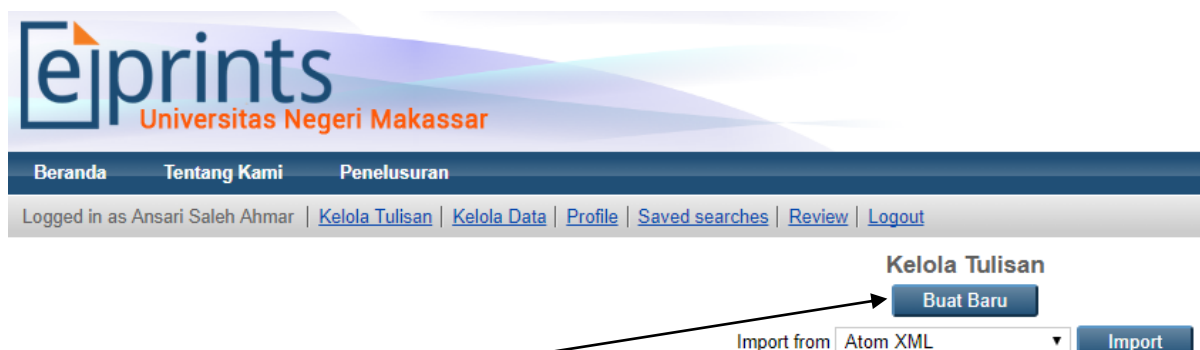 eprints
Universitas Negeri Makassar
Beranda Tentang Kami Penelusuran
Logged in as Ansari Saleh Ahmar | Kelola Tulisan | Kelola Data | Profile | Saved searches | Review | Logout
Kelola Tulisan
Buat Baru
Import from Atom XML Import